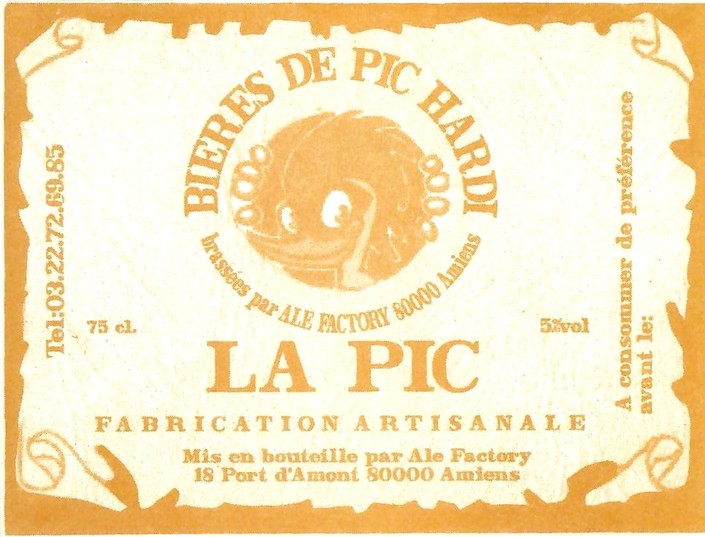 BIERES DE PIC HARDI
brassées par ALE FACTORY 80000 Amiens
Tel:03.22.72.69.85
75 cl.
5%vol
A consommer de préférence
avant le:
LA PIC
FABRICATION ARTISANALE
Mis en bouteille par Ale Factory
18 Port d'Amont 80000 Amiens